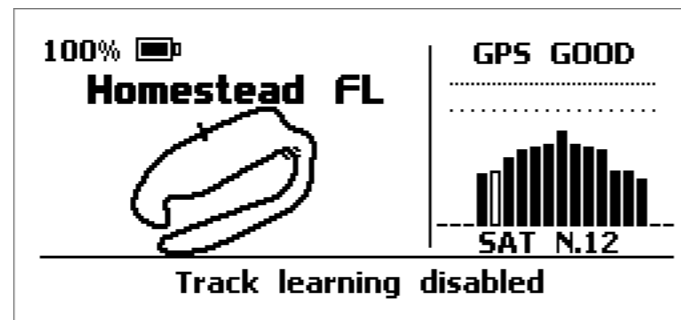 100%
Homestead FL
GPS GOOD
SAT N.12
Track learning disabled